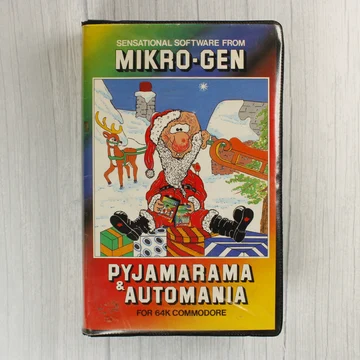 SENSATIONAL SOFTWARE FROM
MIKRO-GEN
PYJAMARAMA
& AUTOMANIA
FOR 64K COMMODORE